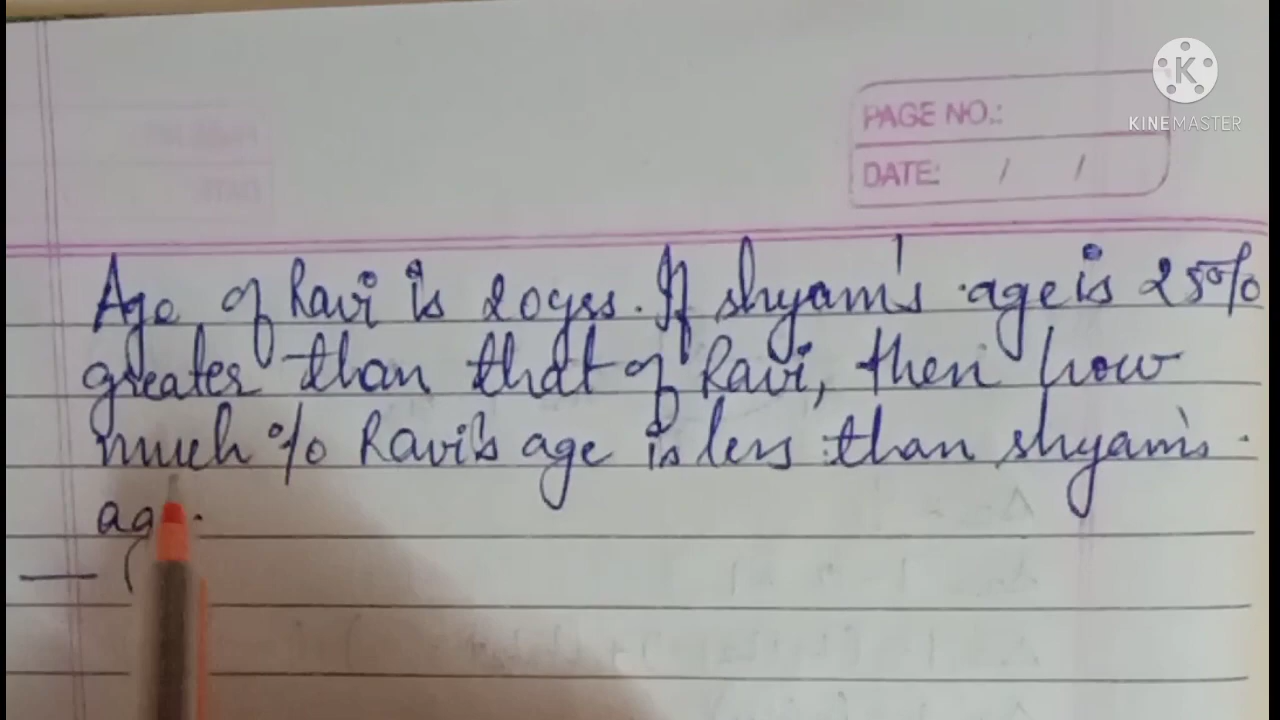 K
KINEMASTER
PAGE NO.:
DATE: / /
Age of Ravi is 20yrs. If shyam's age is 25%
greater than that of Ravi, then how
much % Ravi's age is less than shyam's
age.